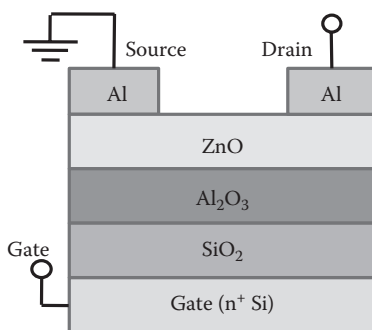 Source
Drain
Al
Al
ZnO
Al₂O₃
SiO₂
Gate
Gate (n⁺ Si)